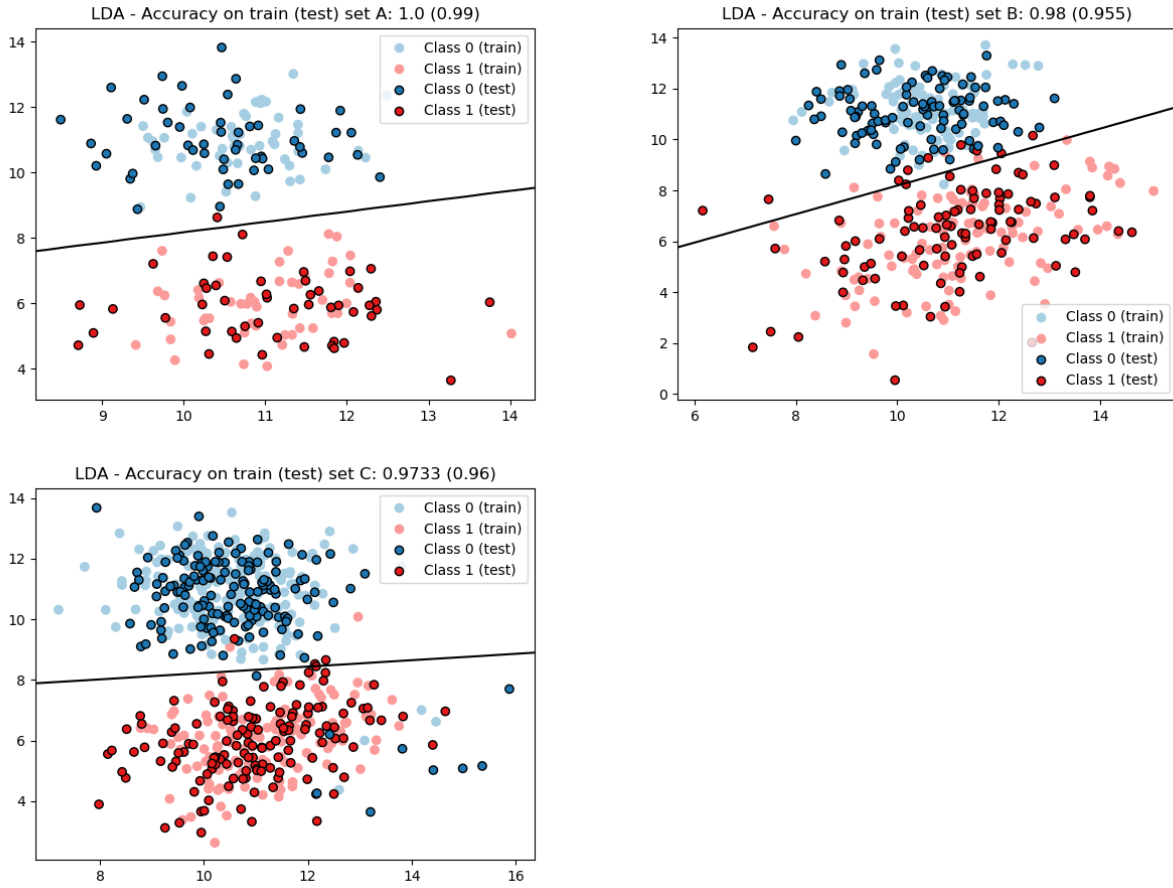 LDA - Accuracy on train (test) set A: 1.0 (0.99)
14
12
10
8
6
4
9
10
11
12
13
14
Class 0 (train)
Class 1 (train)
Class 0 (test)
Class 1 (test)
LDA - Accuracy on train (test) set B: 0.98 (0.955)
14
12
10
8
6
4
2
0
6
8
10
12
14
Class 0 (train)
Class 1 (train)
Class 0 (test)
Class 1 (test)
LDA - Accuracy on train (test) set C: 0.9733 (0.96)
14
12
10
8
6
4
8
10
12
14
16
Class 0 (train)
Class 1 (train)
Class 0 (test)
Class 1 (test)